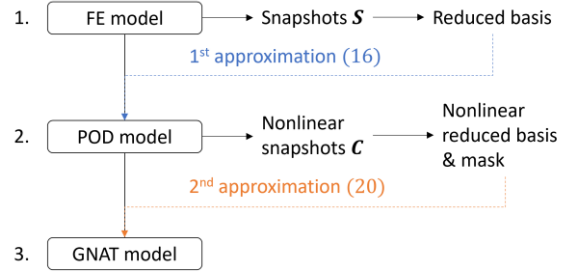 1. FE model Snapshots S Reduced basis
1st approximation (16)
2. POD model Nonlinear snapshots C Nonlinear reduced basis & mask
2nd approximation (20)
3. GNAT model